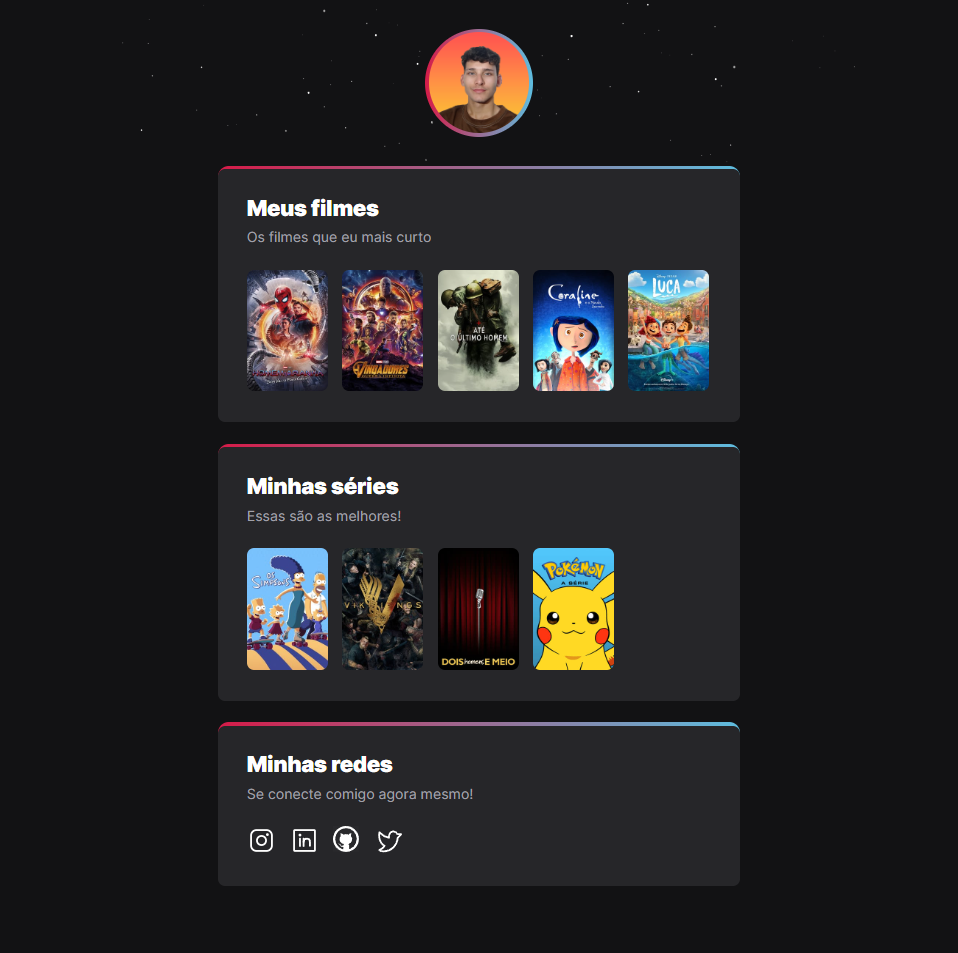 Meus filmes
Os filmes que eu mais curto
VINGADORES
ATÉ
O ÚLTIMO HOMEM
Coraline
LUCA
Minhas séries
Essas são as melhores!
OS
SIMPSONS
VIKINGS
DOIS homens E MEIO
POKÉMON
A SÉRIE
Minhas redes
Se conecte comigo agora mesmo!
in